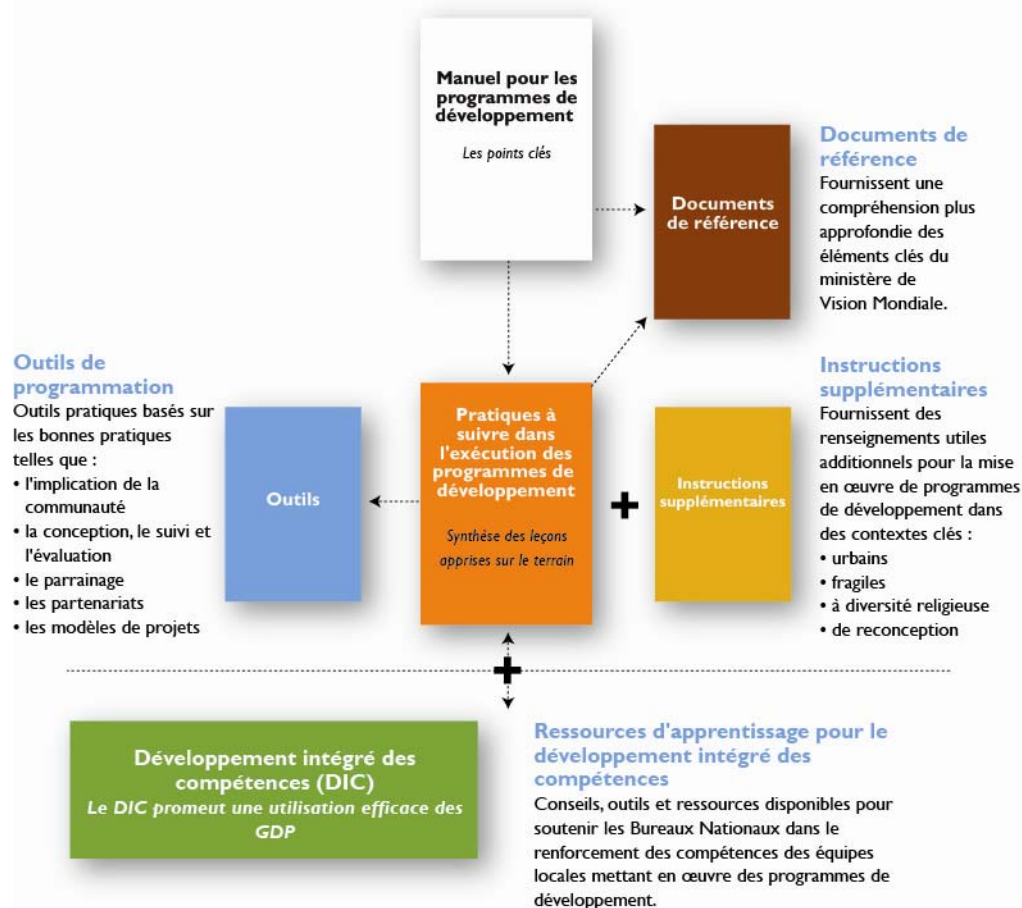 Manuel pour les
programmes de
développement
Les points clés
Documents
de référence
Documents de
référence
Fournissent une
compréhension plus
approfondie des
éléments clés du
ministère de
Vision Mondiale.
Outils de
programmation
Outils pratiques basés sur
les bonnes pratiques
telles que :
• l'implication de la
communauté
• la conception, le suivi et
l'évaluation
• le parrainage
• les partenariats
• les modèles de projets
Outils
Pratiques à
suivre dans
l'exécution des
programmes de
développement
Synthèse des leçons
apprises sur le terrain
Instructions
supplémentaires
Instructions
supplémentaires
Fournissent des
renseignements utiles
additionnels pour la mise
en œuvre de programmes
de développement dans
des contextes clés :
• urbains
• fragiles
• à diversité religieuse
• de reconception
Développement intégré des
compétences (DIC)
Le DIC promeut une utilisation efficace des
GDP
Ressources d'apprentissage pour le
développement intégré des
compétences
Conseils, outils et ressources disponibles pour
soutenir les Bureaux Nationaux dans le
renforcement des compétences des équipes
locales mettant en œuvre des programmes de
développement.